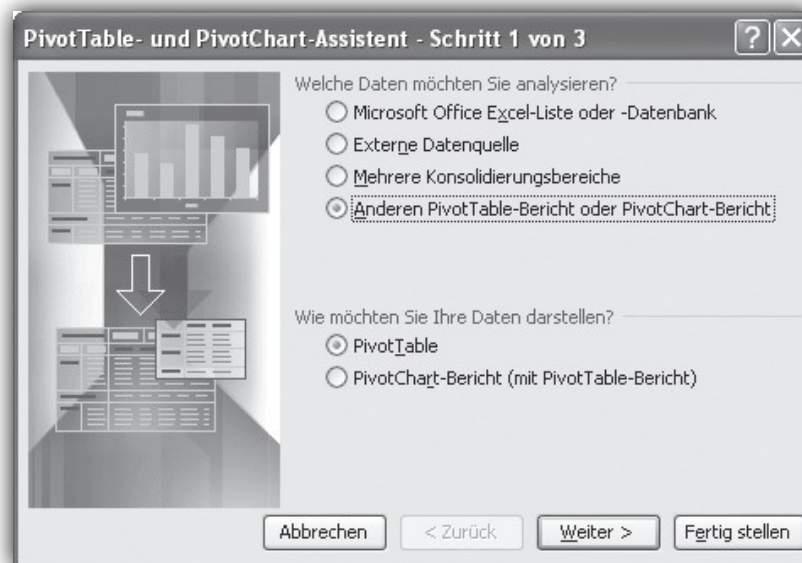 PivotTable- und PivotChart-Assistent - Schritt 1 von 3
Welche Daten möchten Sie analysieren?
Microsoft Office Excel-Liste oder -Datenbank
Externe Datenquelle
Mehrere Konsolidierungsbereiche
Anderen PivotTable-Bericht oder PivotChart-Bericht
Wie möchten Sie Ihre Daten darstellen?
PivotTable
PivotChart-Bericht (mit PivotTable-Bericht)
Abbrechen < Zurück Weiter > Fertig stellen